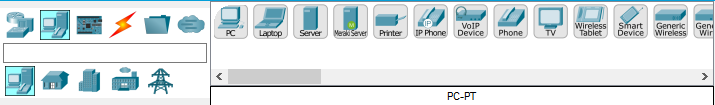 PC Laptop Server Meraki Server Printer IP Phone VoIP Device Phone TV Wireless Tablet Smart Device Generic Wireless Generic
PC-PT